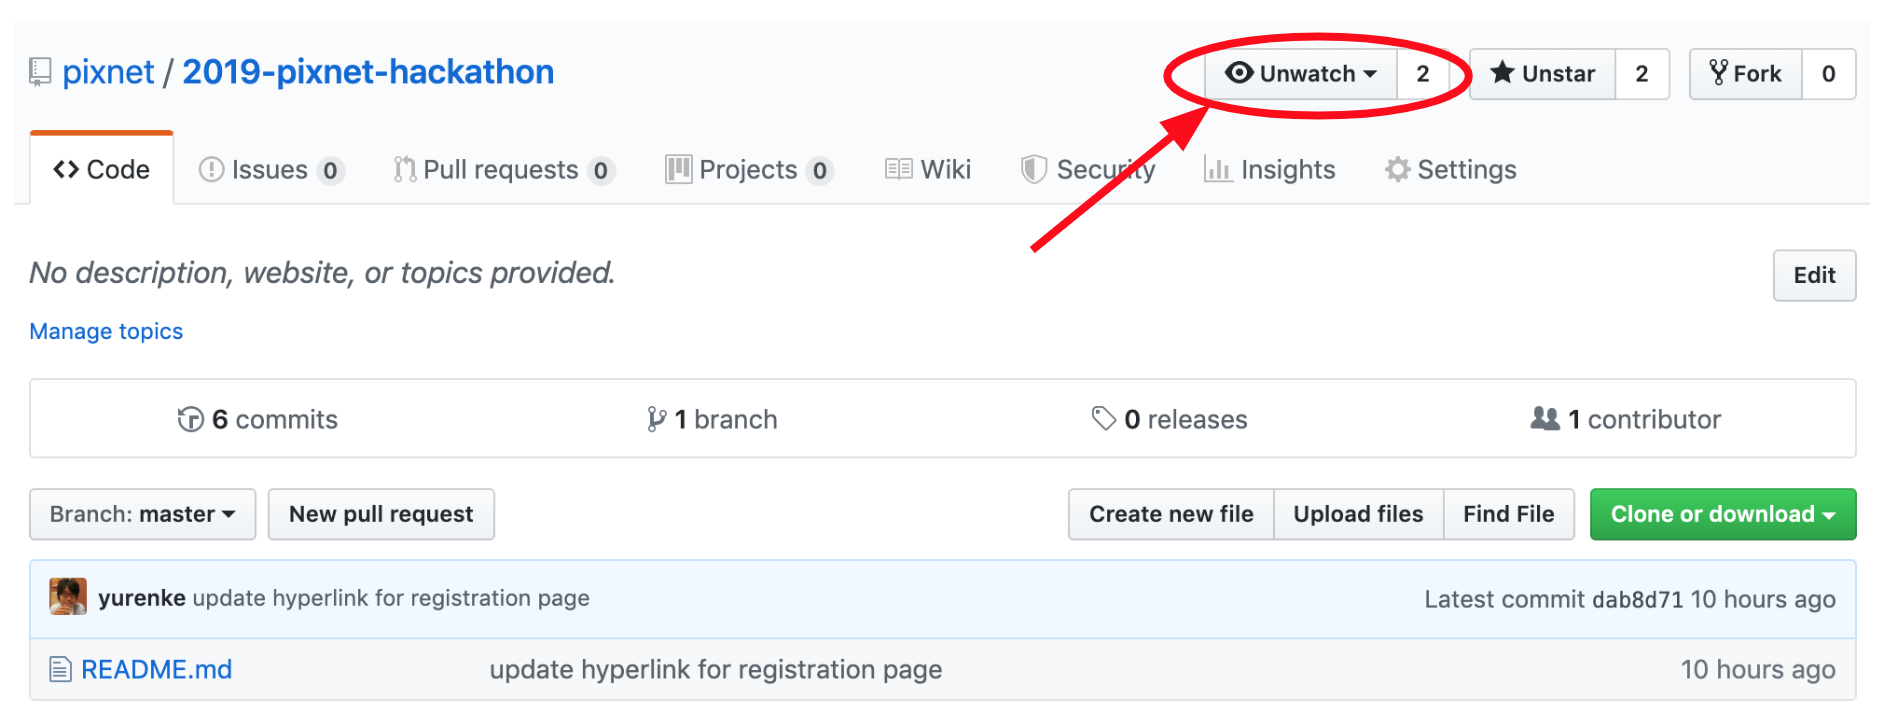 pixnet / 2019-pixnet-hackathon Unwatch 2 Unstar 2 Fork 0
Code Issues 0 Pull requests 0 Projects 0 Wiki Security Insights Settings
No description, website, or topics provided. Edit
Manage topics
6 commits 1 branch 0 releases 1 contributor
Branch: master New pull request Create new file Upload files Find File Clone or download
yurenke update hyperlink for registration page Latest commit dab8d71 10 hours ago
README.md update hyperlink for registration page 10 hours ago